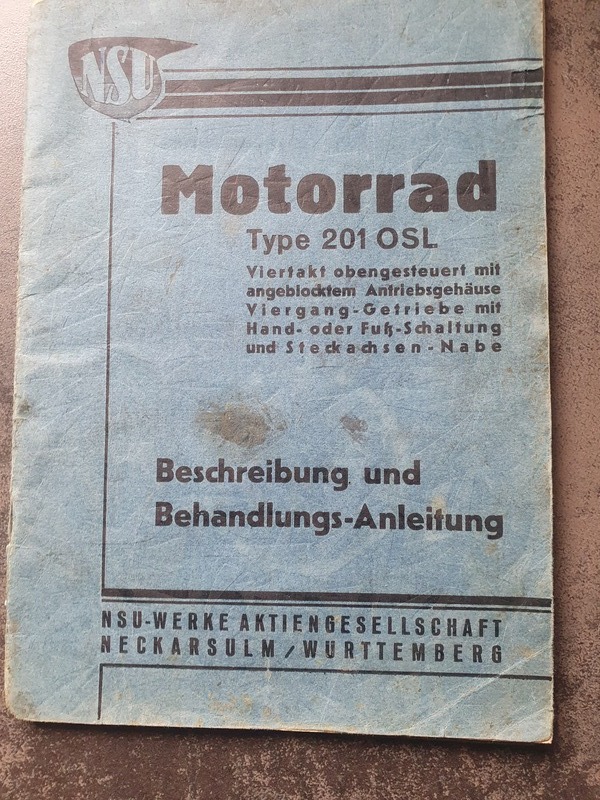 NSU
Motorrad
Type 201 OSL
Viertakt obengesteuert mit
angeblocktem Antriebsgehäuse
Viergang-Getriebe mit
Hand- oder Fuß-Schaltung
und Steckachsen-Nabe
Beschreibung und
Behandlungs-Anleitung
NSU-WERKE AKTIENGESELLSCHAFT
NECKARSULM / WÜRTTEMBERG